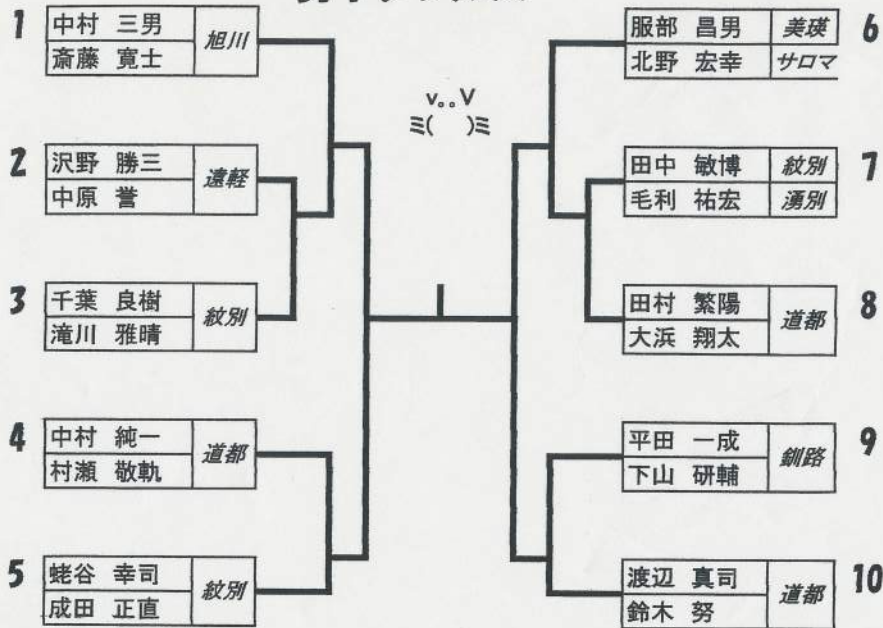 1
中村 三男
斎藤 寛士
旭川
2
沢野 勝三
中原 誉
遠軽
3
千葉 良樹
滝川 雅晴
紋別
4
中村 純一
村瀬 敬軌
道都
5
蛯谷 幸司
成田 正直
紋別
v。。V
ミ( )ミ
服部 昌男 美瑛
北野 宏幸 サロマ
6
田中 敏博 紋別
毛利 祐宏 湧別
7
田村 繁陽
大浜 翔太
道都
8
平田 一成
下山 研輔
釧路
9
渡辺 真司
鈴木 努
道都
10